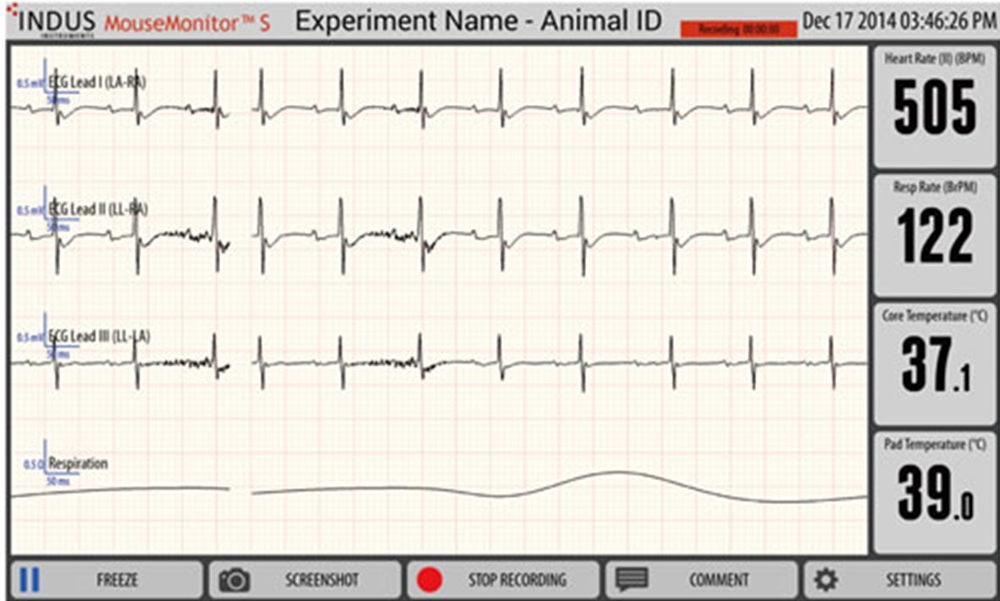 INDUS
INSTRUMENTS
MouseMonitor™ S
Experiment Name - Animal ID
Recording 00:00:00
Dec 17 2014 03:46:26 PM
0.5 mV
ECG Lead I (LA-RA)
50 ms
Heart Rate (II) (BPM)
505
0.5 mV
ECG Lead II (LL-RA)
50 ms
Resp Rate (BrPM)
122
0.5 mV
ECG Lead III (LL-LA)
50 ms
Core Temperature (°C)
37.1
0.5 Ω
Respiration
50 ms
Pad Temperature (°C)
39.0
FREEZE
SCREENSHOT
STOP RECORDING
COMMENT
SETTINGS